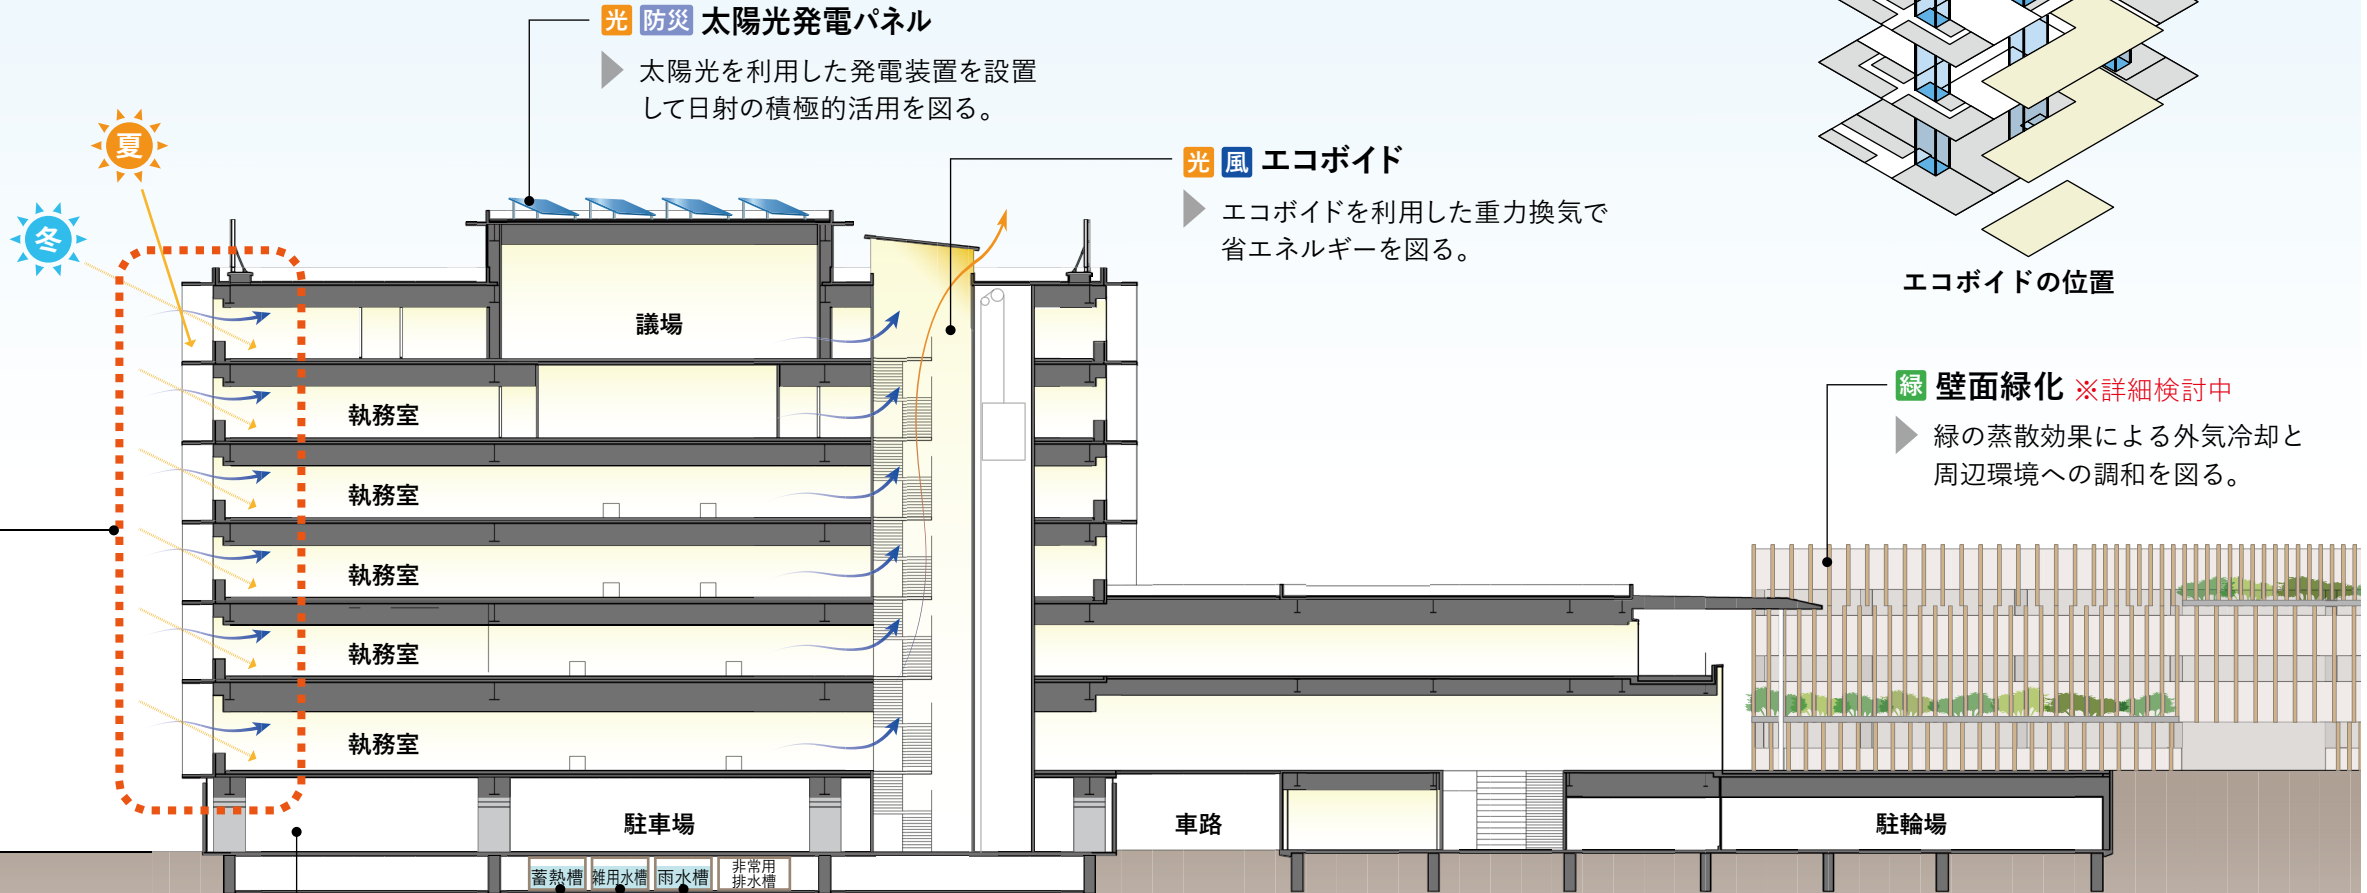 光 防災 太陽光発電パネル
太陽光を利用した発電装置を設置
して日射の積極的活用を図る。
夏
冬
光 風 エコボイド
エコボイドを利用した重力換気で
省エネルギーを図る。
エコボイドの位置
緑 壁面緑化 ※詳細検討中
緑の蒸散効果による外気冷却と
周辺環境への調和を図る。
議場
執務室
執務室
執務室
執務室
執務室
駐車場
車路
駐輪場
蓄熱槽
雑用水槽
雨水槽
非常用
排水槽